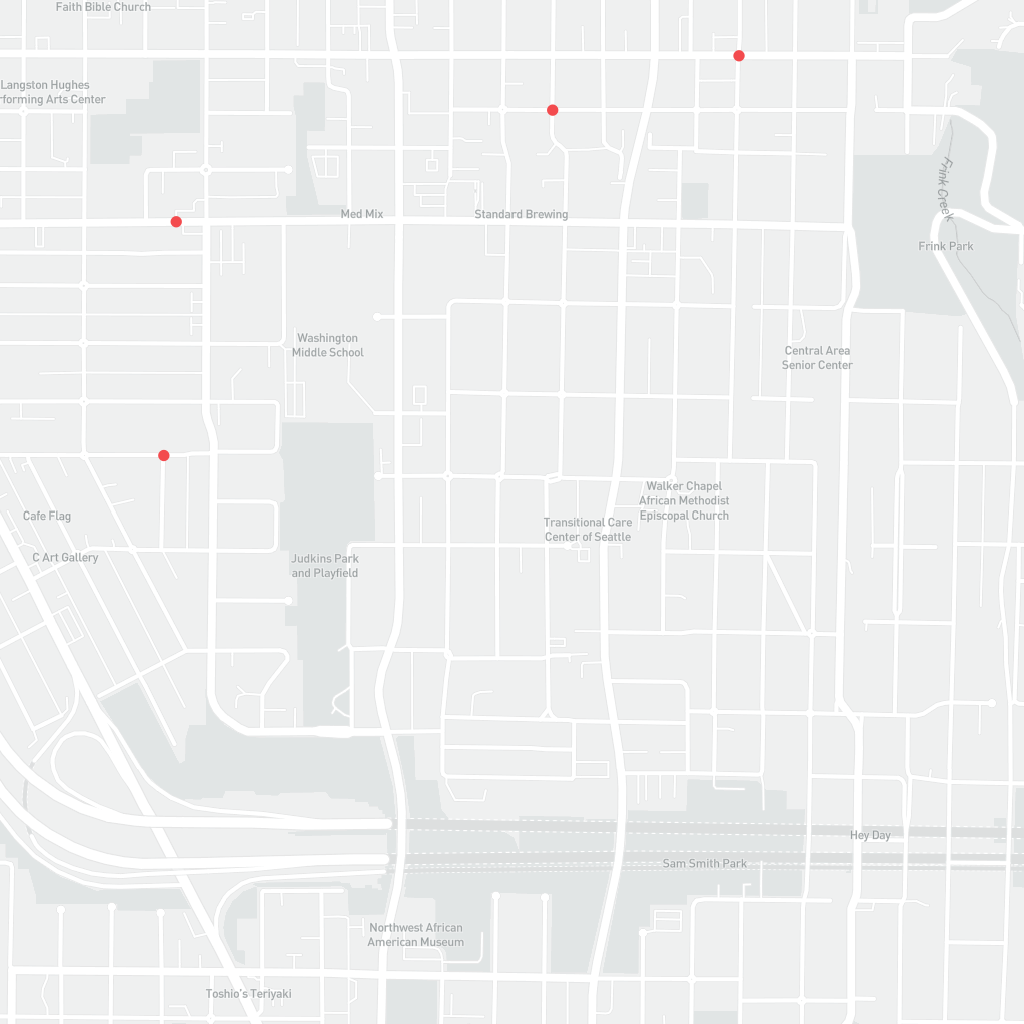 Faith Bible Church
Langston Hughes
rforming Arts Center
Frink Creek
Med Mix
Standard Brewing
Frink Park
Washington
Middle School
Central Area
Senior Center
Walker Chapel
African Methodist
Episcopal Church
Cafe Flag
Transitional Care
Center of Seattle
C Art Gallery
Judkins Park
and Playfield
Hey Day
Sam Smith Park
Northwest African
American Museum
Toshio's Teriyaki